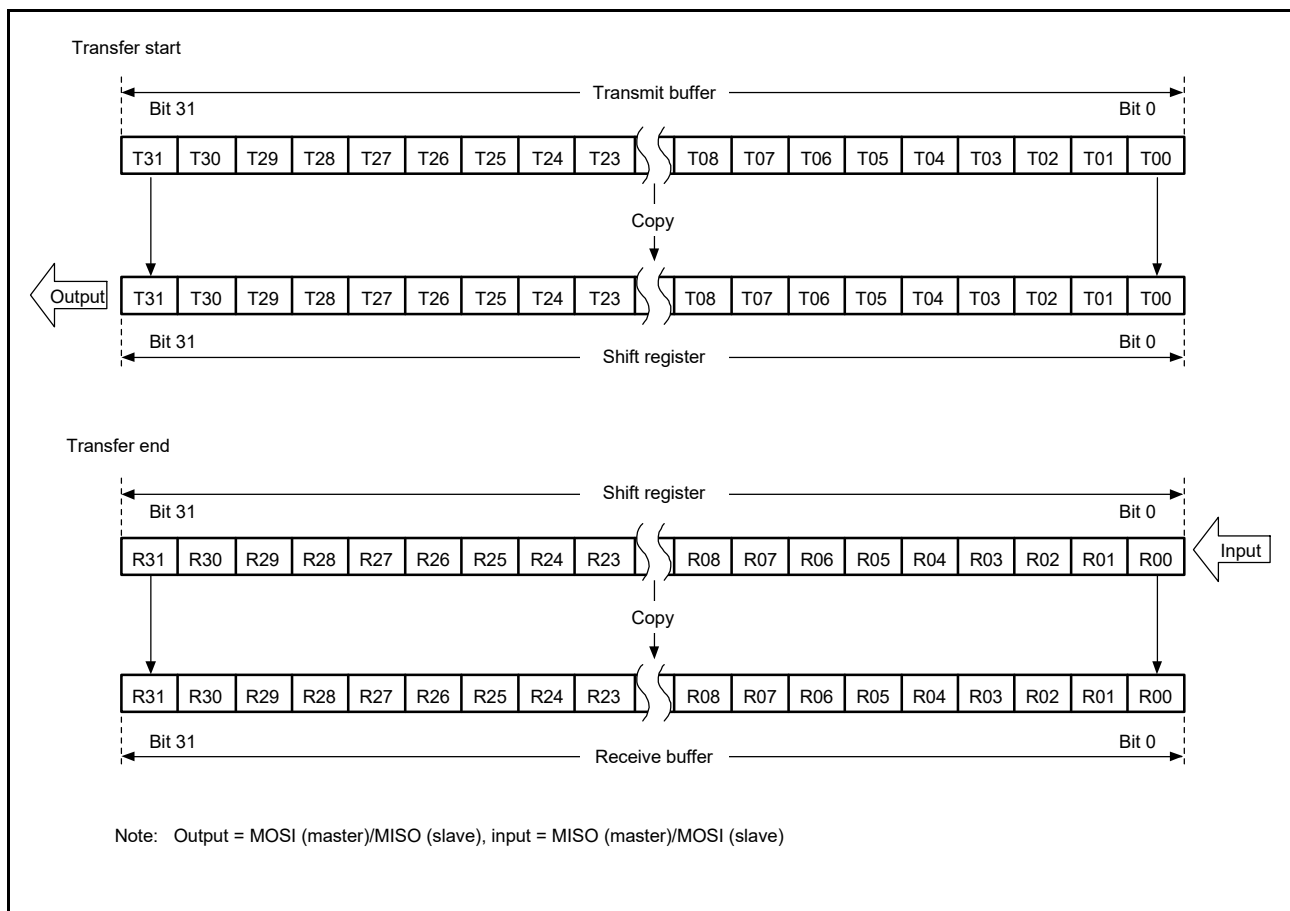 Transfer start
Transmit buffer
Bit 31 Bit 0
T31 T30 T29 T28 T27 T26 T25 T24 T23 T08 T07 T06 T05 T04 T03 T02 T01 T00
Copy
Output T31 T30 T29 T28 T27 T26 T25 T24 T23 T08 T07 T06 T05 T04 T03 T02 T01 T00
Bit 31 Bit 0
Shift register
Transfer end
Shift register
Bit 31 Bit 0
R31 R30 R29 R28 R27 R26 R25 R24 R23 R08 R07 R06 R05 R04 R03 R02 R01 R00 Input
Copy
R31 R30 R29 R28 R27 R26 R25 R24 R23 R08 R07 R06 R05 R04 R03 R02 R01 R00
Bit 31 Bit 0
Receive buffer
Note: Output = MOSI (master)/MISO (slave), input = MISO (master)/MOSI (slave)